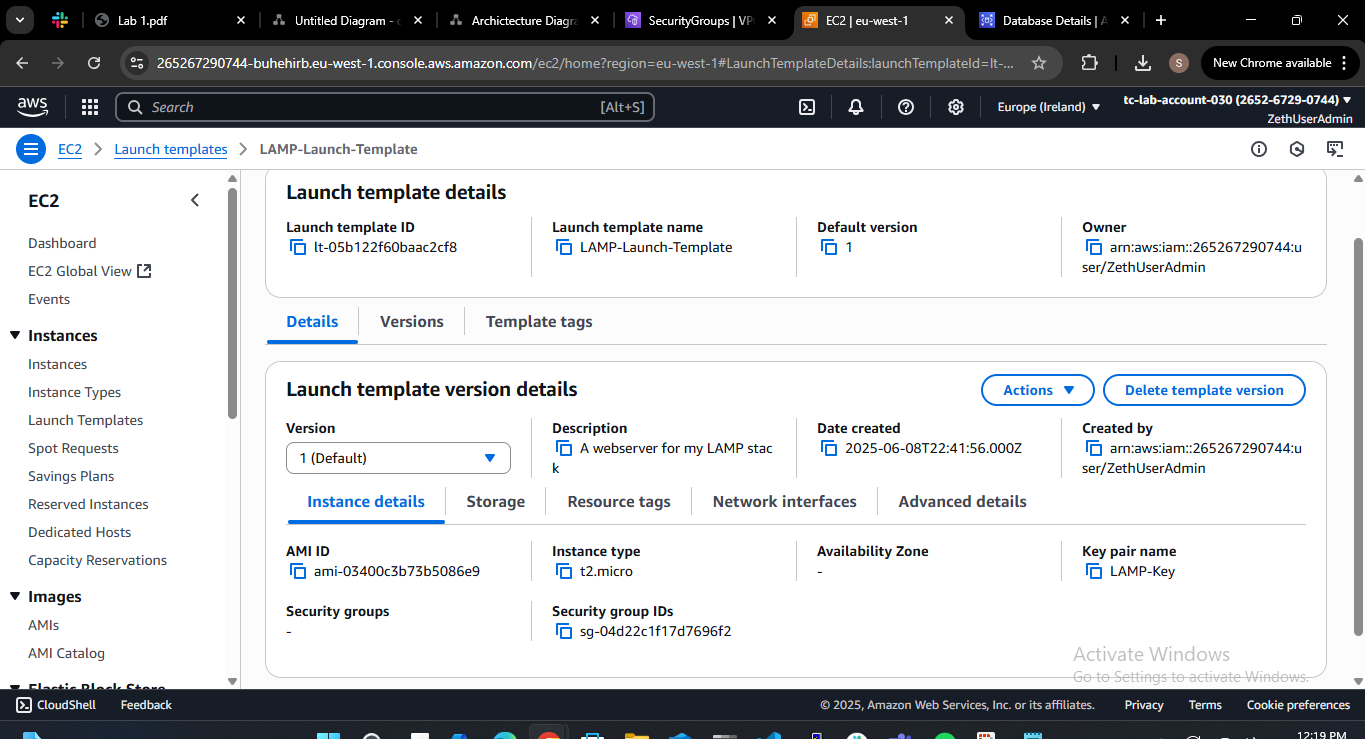 Lab 1.pdf
Untitled Diagram - 
Archictecture Diagra
SecurityGroups | VP
EC2 | eu-west-1
Database Details | A
265267290744-buhehirb.eu-west-1.console.aws.amazon.com/ec2/home?region=eu-west-1#LaunchTemplateDetails:launchTemplateId=lt-...
S
New Chrome available
aws
Search
[Alt+S]
Europe (Ireland)
tc-lab-account-030 (2652-6729-0744)
ZethUserAdmin
EC2
Launch templates
LAMP-Launch-Template
EC2
Dashboard
EC2 Global View
Events
Instances
Instances
Instance Types
Launch Templates
Spot Requests
Savings Plans
Reserved Instances
Dedicated Hosts
Capacity Reservations
Images
AMIs
AMI Catalog
Elastic Block Store
Launch template details
Launch template ID
lt-05b122f60baac2cf8
Launch template name
LAMP-Launch-Template
Default version
1
Owner
arn:aws:iam::265267290744:u
ser/ZethUserAdmin
Details
Versions
Template tags
Launch template version details
Actions
Delete template version
Version
1 (Default)
Description
A webserver for my LAMP stac
k
Date created
2025-06-08T22:41:56.000Z
Created by
arn:aws:iam::265267290744:u
ser/ZethUserAdmin
Instance details
Storage
Resource tags
Network interfaces
Advanced details
AMI ID
ami-03400c3b73b5086e9
Instance type
t2.micro
Availability Zone
-
Key pair name
LAMP-Key
Security groups
-
Security group IDs
sg-04d22c1f17d7696f2
Activate Windows
Go to Settings to activate Windows.
CloudShell
Feedback
© 2025, Amazon Web Services, Inc. or its affiliates.
Privacy
Terms
Cookie preferences
12:19 PM